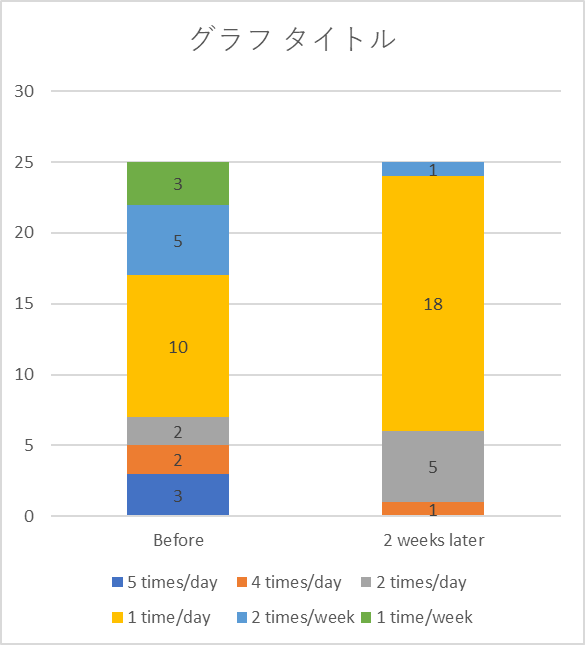 グラフ タイトル
30
25
20
15
10
5
0
3
5
10
2
2
3
1
18
5
1
Before
2 weeks later
5 times/day
4 times/day
2 times/day
1 time/day
2 times/week
1 time/week